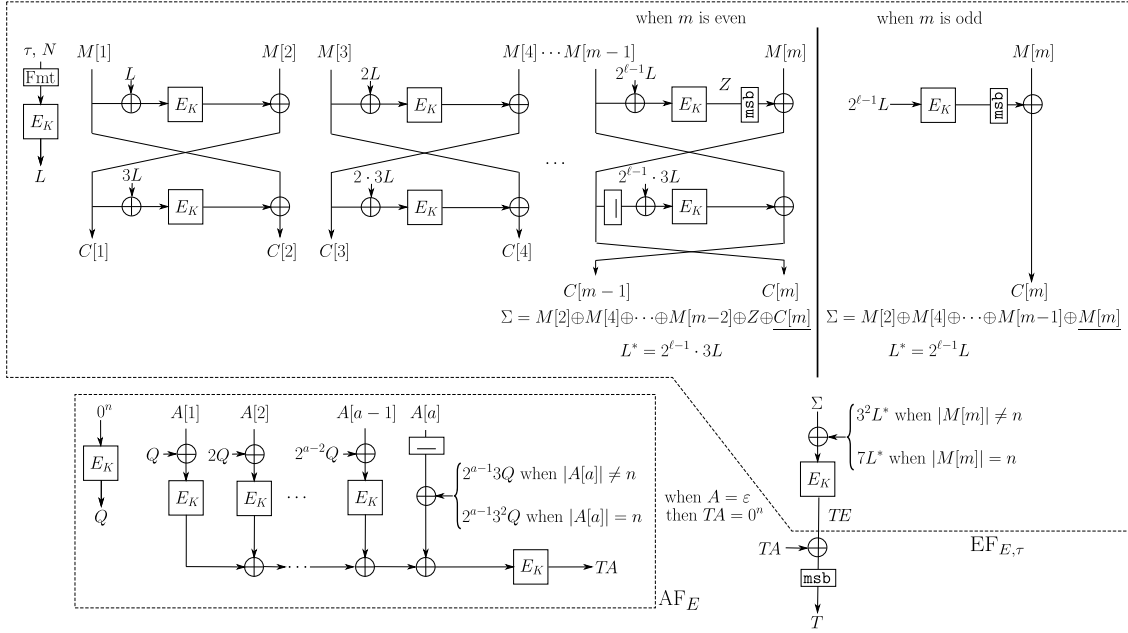 when m is even
when m is odd
τ, N
M[1]
M[2]
M[3]
M[4] ··· M[m−1]
M[m]
M[m]
Fmt
L
2L
2^{ℓ−1}L
Z
E_K
E_K
E_K
E_K
msb
2^{ℓ−1}L
E_K
msb
L
···
3L
2 · 3L
2^{ℓ−1} · 3L
E_K
E_K
E_K
C[1]
C[2]
C[3]
C[4]
C[m−1]
C[m]
C[m]
Σ = M[2]⊕M[4]⊕···⊕M[m−2]⊕Z⊕C[m]
Σ = M[2]⊕M[4]⊕···⊕M[m−1]⊕M[m]
L* = 2^{ℓ−1} · 3L
L* = 2^{ℓ−1}L
0^n
A[1]
A[2]
A[a−1]
A[a]
Σ
3^2L* when |M[m]| ≠ n
7L* when |M[m]| = n
E_K
Q
2Q
2^{a−2}Q
E_K
E_K
E_K
···
E_K
2^{a−1}3Q when |A[a]| ≠ n
2^{a−1}3^2Q when |A[a]| = n
E_K
Q
when A = ε
then TA = 0^n
TE
EF_{E,τ}
···
E_K
TA
TA
AF_E
msb
T